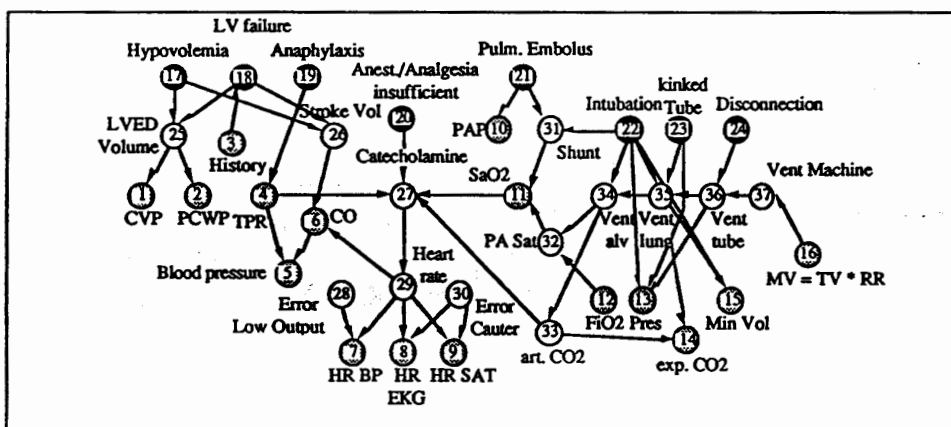 LV failure
Hypovolemia
Anaphylaxis
Pulm. Embolus
kinked
Tube
Anest./Analgesia
insufficient
Intubation
Disconnection
17
18
19
21
20
22
23
24
LVED
Volume
25
Stroke Vol
26
3
History
PAP
10
31
Shunt
Catecholamine
SaO2
Vent Machine
1
CVP
2
PCWP
4
TPR
6
CO
27
11
34
35
36
37
PA Sat
32
Vent
alv
Vent
lung
Vent
tube
16
MV = TV * RR
Blood pressure
5
Heart
rate
29
Error
Low Output
28
30
Error
Cauter
12
FiO2
13
Pres
15
Min Vol
33
art. CO2
14
exp. CO2
7
HR BP
8
HR
EKG
9
HR SAT